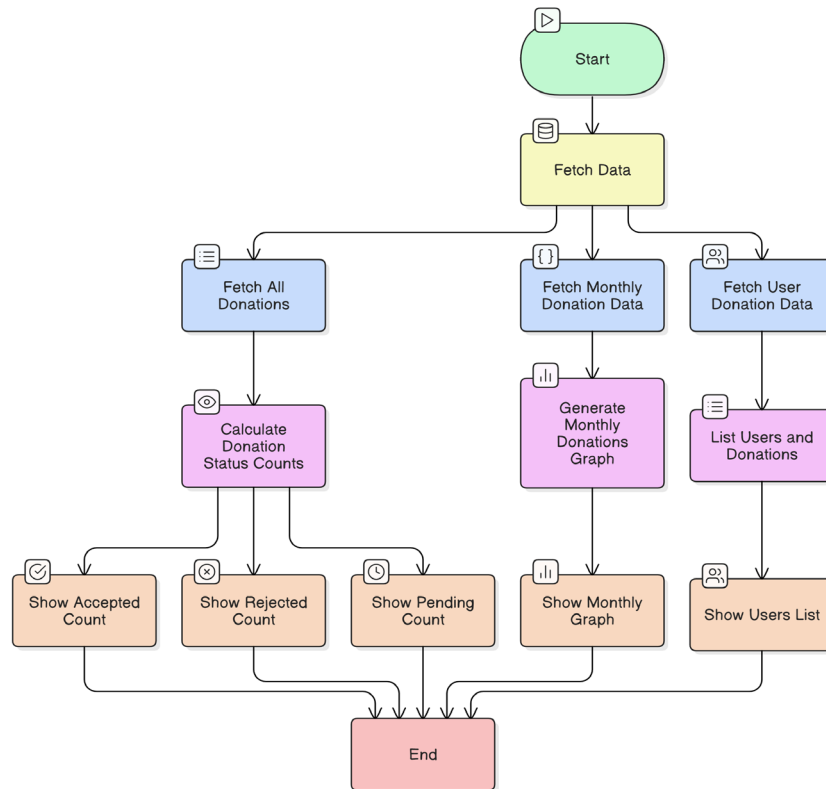 Start
Fetch Data
Fetch All
Donations
Fetch Monthly
Donation Data
Fetch User
Donation Data
Calculate
Donation
Status Counts
Generate
Monthly
Donations
Graph
List Users and
Donations
Show Accepted
Count
Show Rejected
Count
Show Pending
Count
Show Monthly
Graph
Show Users List
End